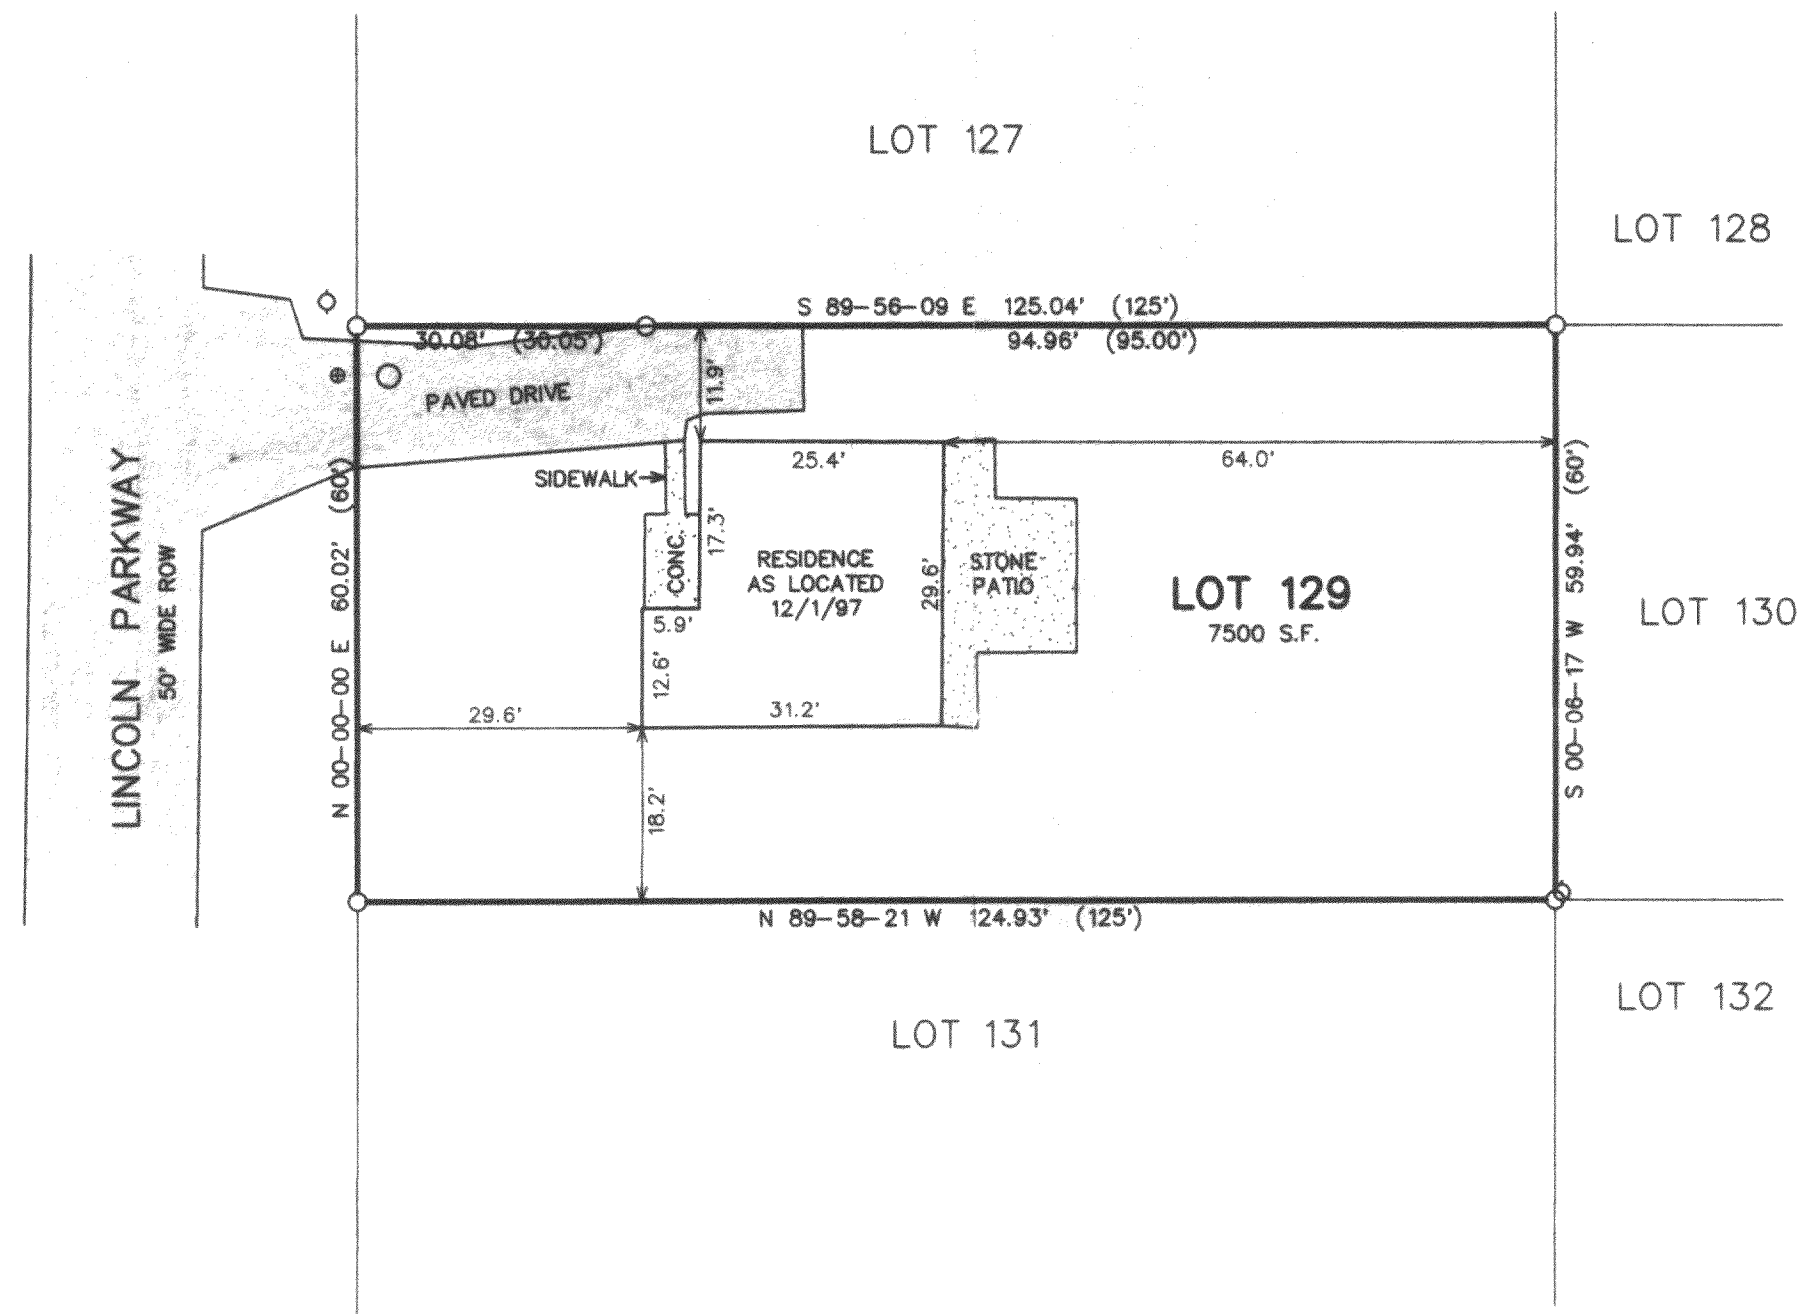 LOT 127
LOT 128
S 89-56-09 E 125.04' (125')
30.08' (30.05')
94.96' (95.00')
PAVED DRIVE
11.9'
SIDEWALK
25.4'
64.0'
LINCOLN PARKWAY
50' WIDE ROW
N 00-00-00 E 60.02' (60')
CONC.
17.3'
RESIDENCE
AS LOCATED
12/1/97
29.6'
STONE
PATIO
LOT 129
7500 S.F.
S 00-06-17 W 59.94' (60')
LOT 130
5.9'
12.6'
29.6'
31.2'
18.2'
N 89-58-21 W 124.93' (125')
LOT 131
LOT 132